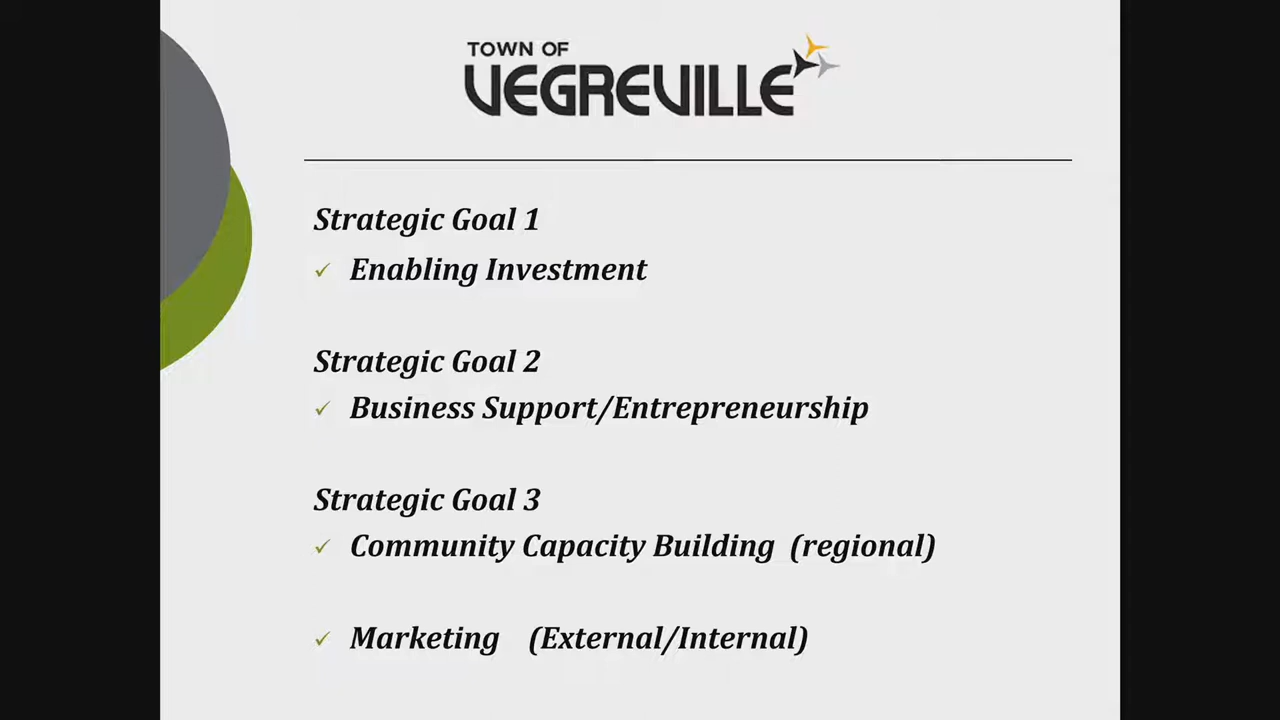 TOWN OF
VEGREVILLE
Strategic Goal 1
✓ Enabling Investment
Strategic Goal 2
✓ Business Support/Entrepreneurship
Strategic Goal 3
✓ Community Capacity Building (regional)
✓ Marketing (External/Internal)